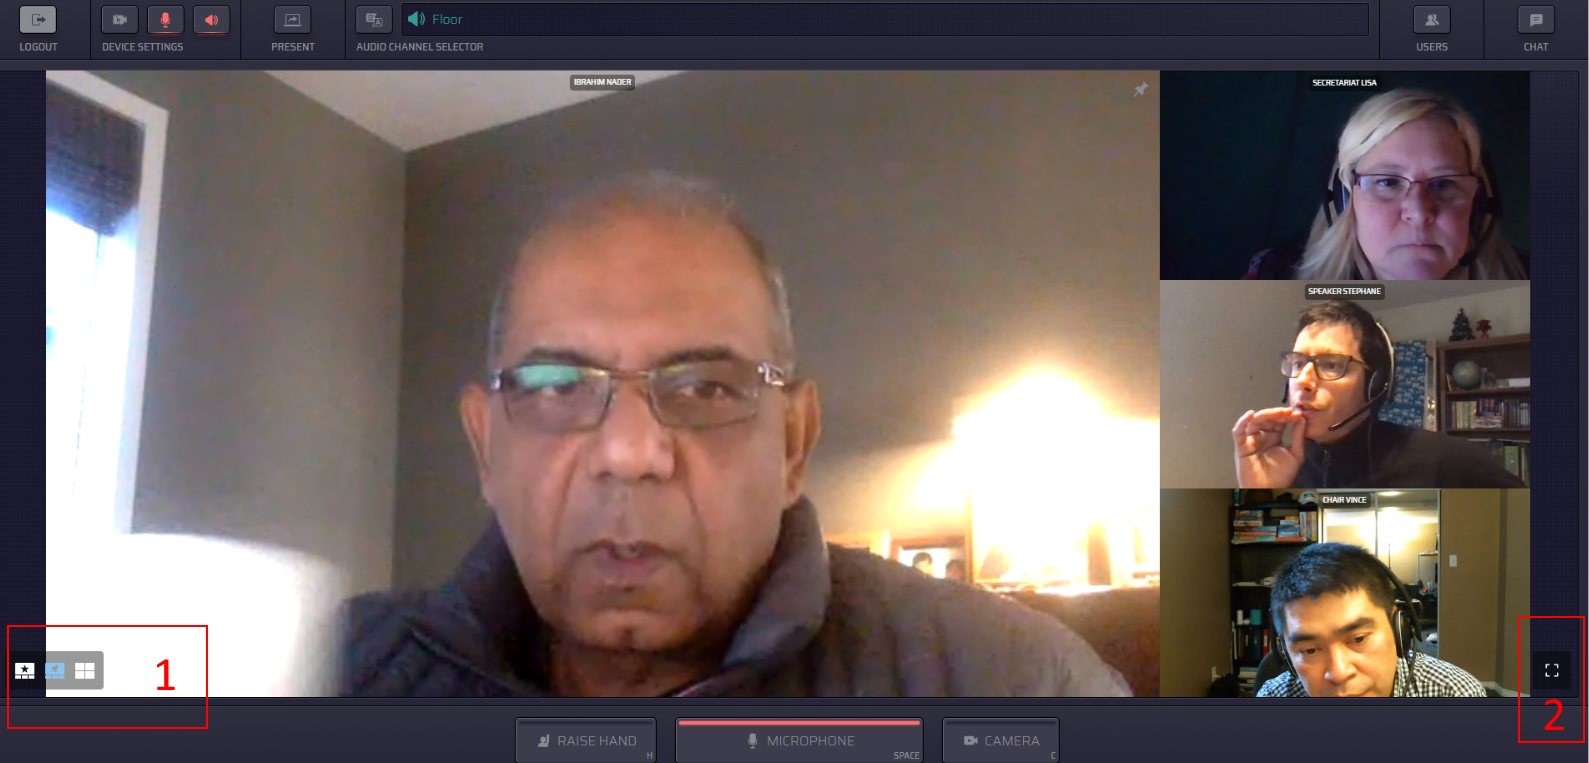 LOGOUT
DEVICE SETTINGS
PRESENT
Floor
AUDIO CHANNEL SELECTOR
USERS
CHAT
IBRAHIM NADER
SECRETARIAT LISA
SPEAKER STEPHANE
CHAIR VINCE
1
2
RAISE HAND
H
MICROPHONE
SPACE
CAMERA
C